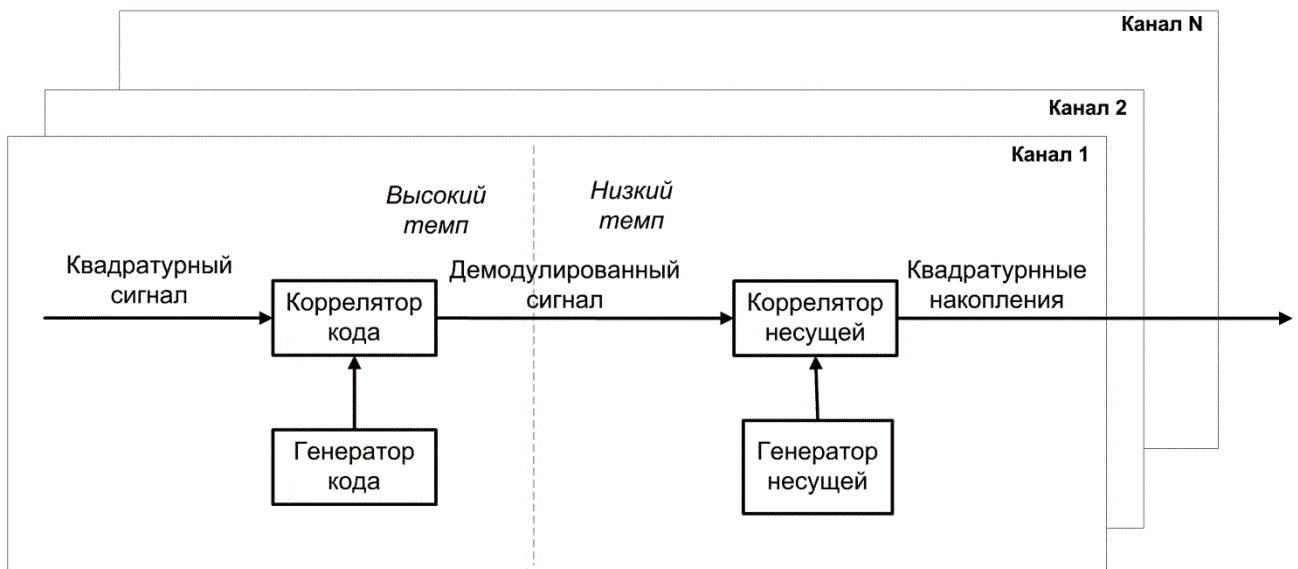 Канал N
Канал 2
Канал 1
Высокий
темп
Низкий
темп
Квадратурный
сигнал
Коррелятор
кода
Демодулированный
сигнал
Коррелятор
несущей
Квадратурнные
накопления
Генератор
кода
Генератор
несущей